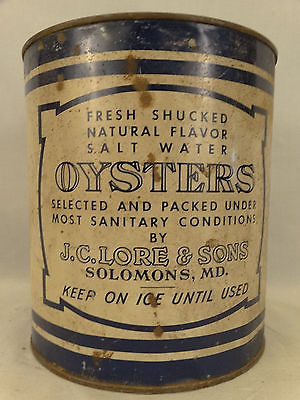 FRESH SHUCKED
NATURAL FLAVOR
SALT WATER
OYSTERS
SELECTED AND PACKED UNDER
MOST SANITARY CONDITIONS
BY
J.C. LORE & SONS
SOLOMONS, MD.
KEEP ON ICE UNTIL USED